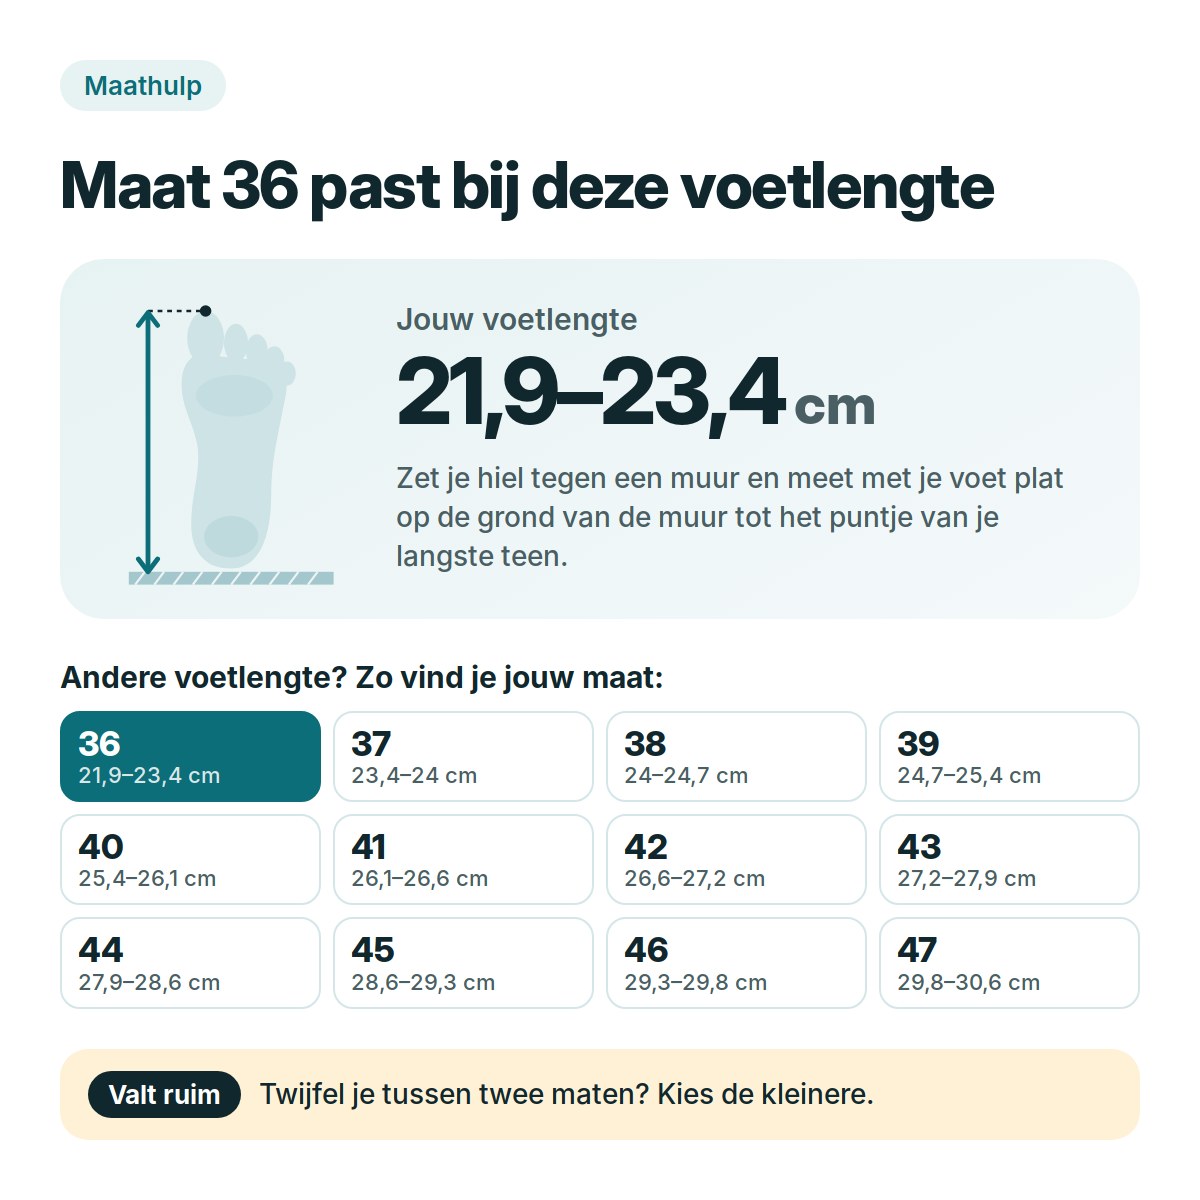 Maathulp
Maat 36 past bij deze voetlengte
Jouw voetlengte
21,9–23,4 cm
Zet je hiel tegen een muur en meet met je voet plat
op de grond van de muur tot het puntje van je
langste teen.
Andere voetlengte? Zo vind je jouw maat:
36
21,9–23,4 cm
37
23,4–24 cm
38
24–24,7 cm
39
24,7–25,4 cm
40
25,4–26,1 cm
41
26,1–26,6 cm
42
26,6–27,2 cm
43
27,2–27,9 cm
44
27,9–28,6 cm
45
28,6–29,3 cm
46
29,3–29,8 cm
47
29,8–30,6 cm
Valt ruim Twijfel je tussen twee maten? Kies de kleinere.